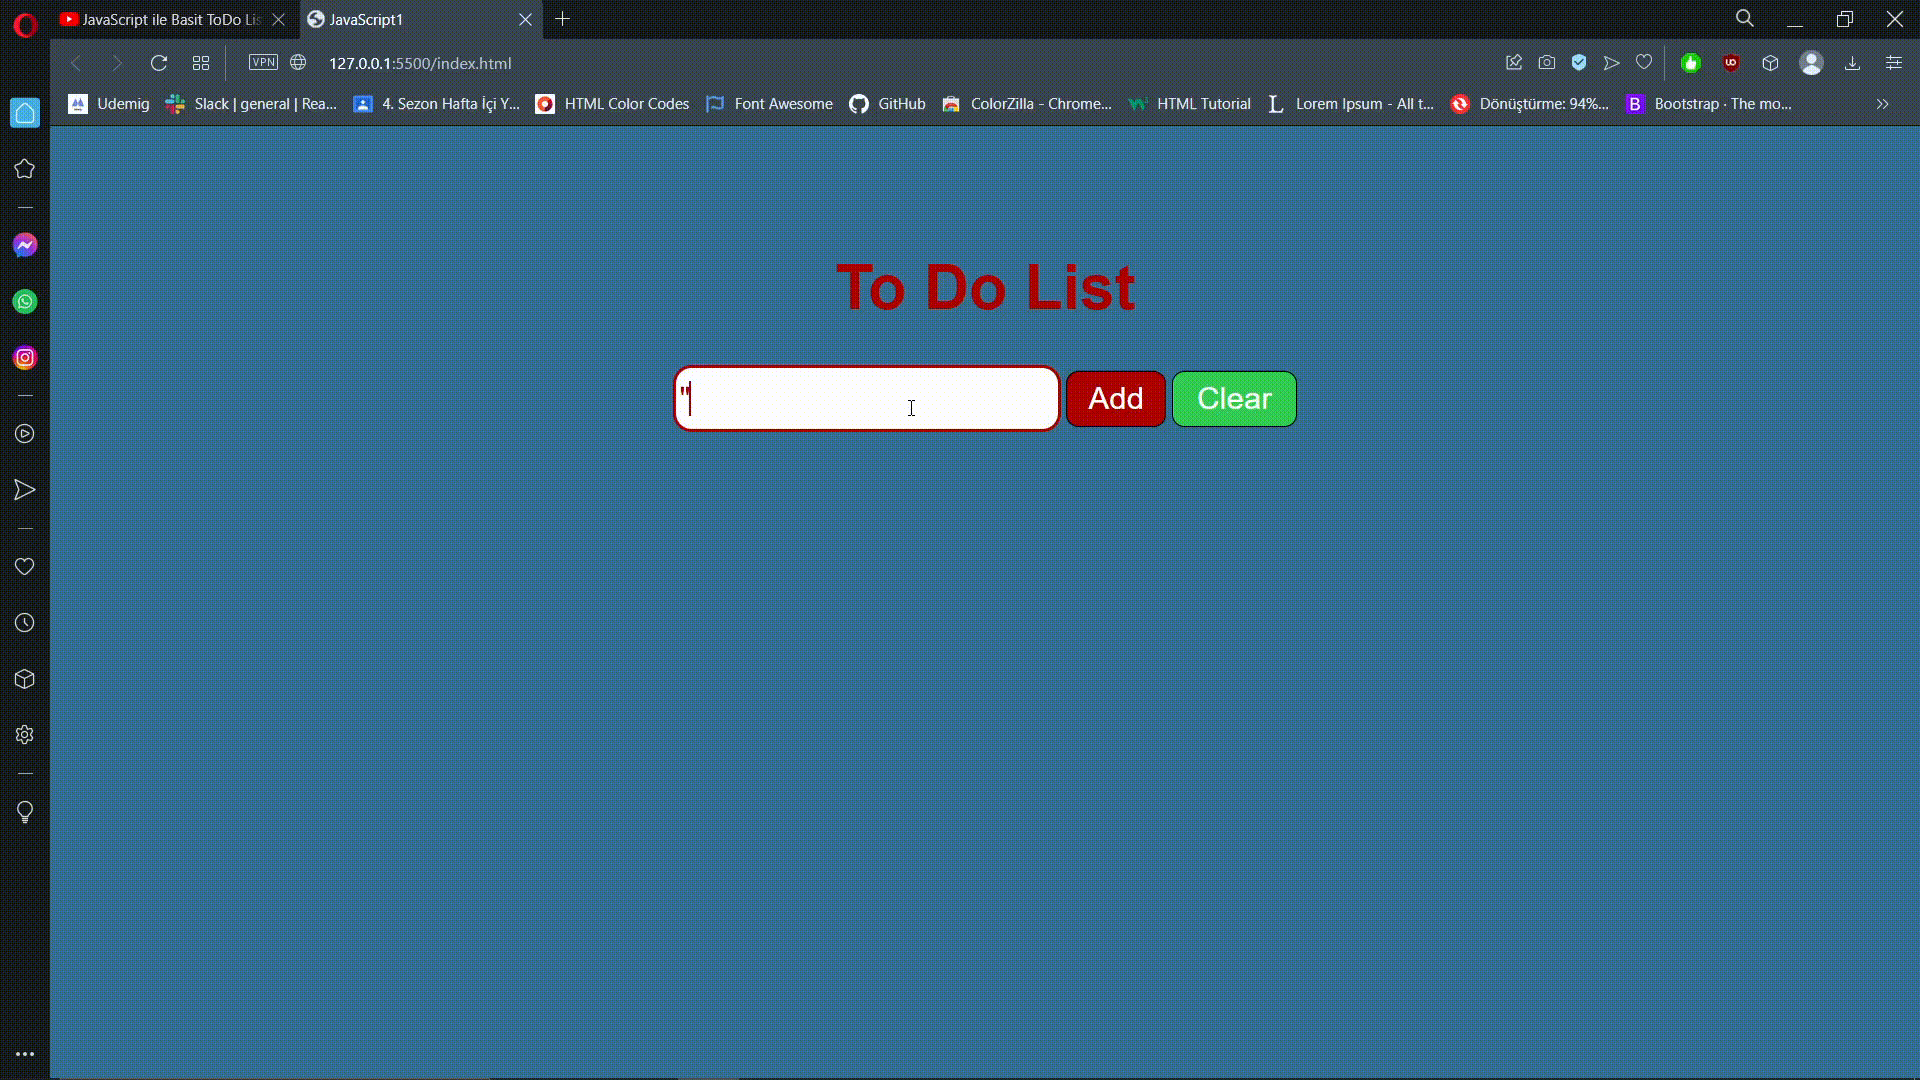 JavaScript ile Basit ToDo Lis
JavaScript1
VPN
127.0.0.1:5500/index.html
Udemig
Slack | general | Rea...
4. Sezon Hafta İçi Y...
HTML Color Codes
Font Awesome
GitHub
ColorZilla - Chrome...
HTML Tutorial
Lorem Ipsum - All t...
Dönüştürme: 94%...
B
Bootstrap · The mo...
To Do List
"
Add
Clear